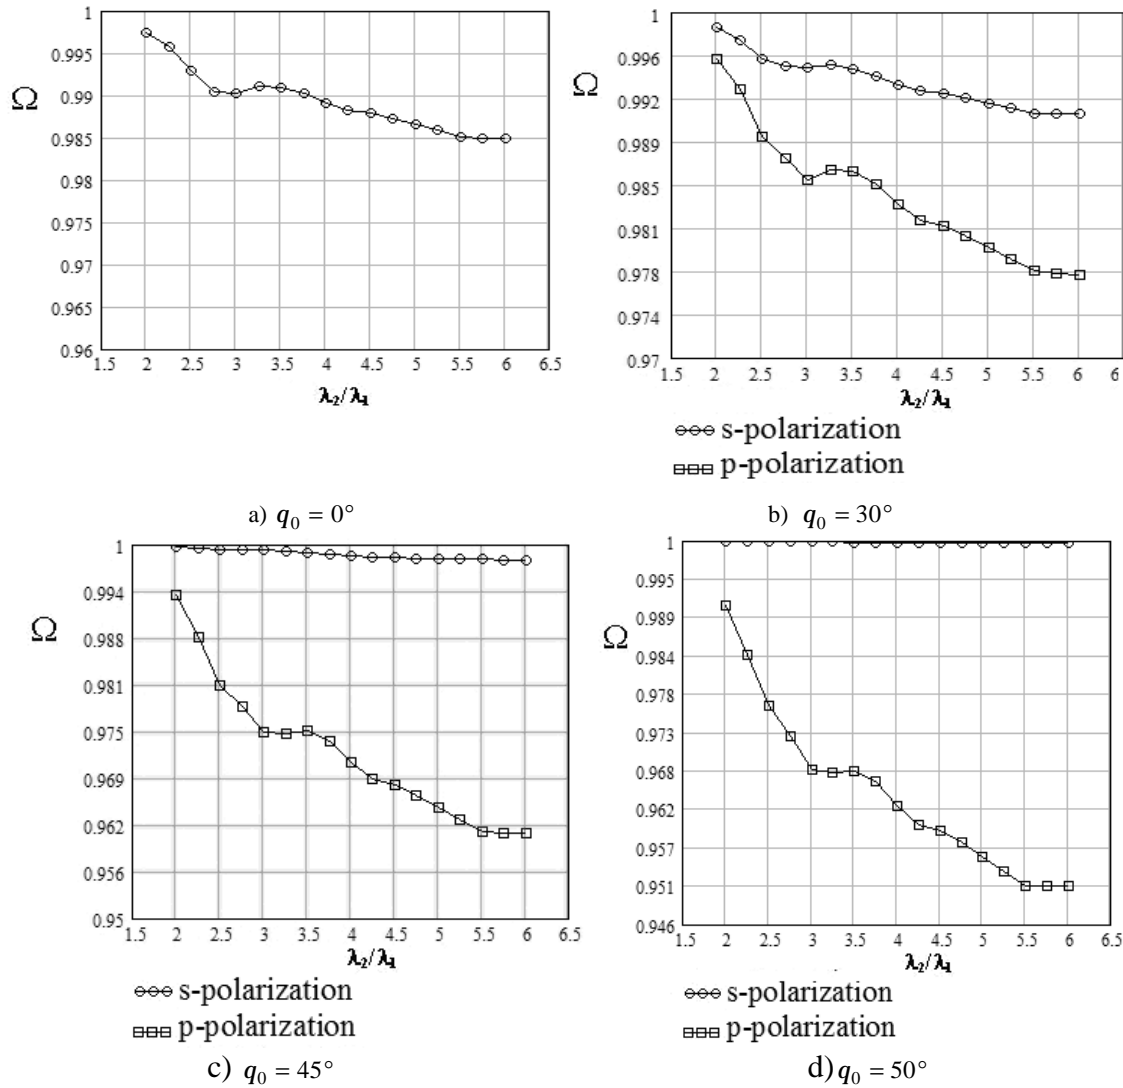 1
0.995
0.99
0.985
0.98
0.975
0.97
0.965
0.96
Ω
1.5 2 2.5 3 3.5 4 4.5 5 5.5 6 6.5
λ₂/λ₁
a) q₀ = 0°
1
0.996
0.992
0.989
0.985
0.981
0.978
0.974
0.97
Ω
1.5 2 2.5 3 3.5 4 4.5 5 5.5 6 6
λ₂/λ₁
s-polarization
p-polarization
b) q₀ = 30°
1
0.994
0.988
0.981
0.975
0.969
0.962
0.956
0.95
Ω
1.5 2 2.5 3 3.5 4 4.5 5 5.5 6 6.5
λ₂/λ₁
s-polarization
p-polarization
c) q₀ = 45°
1
0.995
0.989
0.984
0.978
0.973
0.968
0.962
0.957
0.951
0.946
Ω
1.5 2 2.5 3 3.5 4 4.5 5 5.5 6 6.5
λ₂/λ₁
s-polarization
p-polarization
d) q₀ = 50°